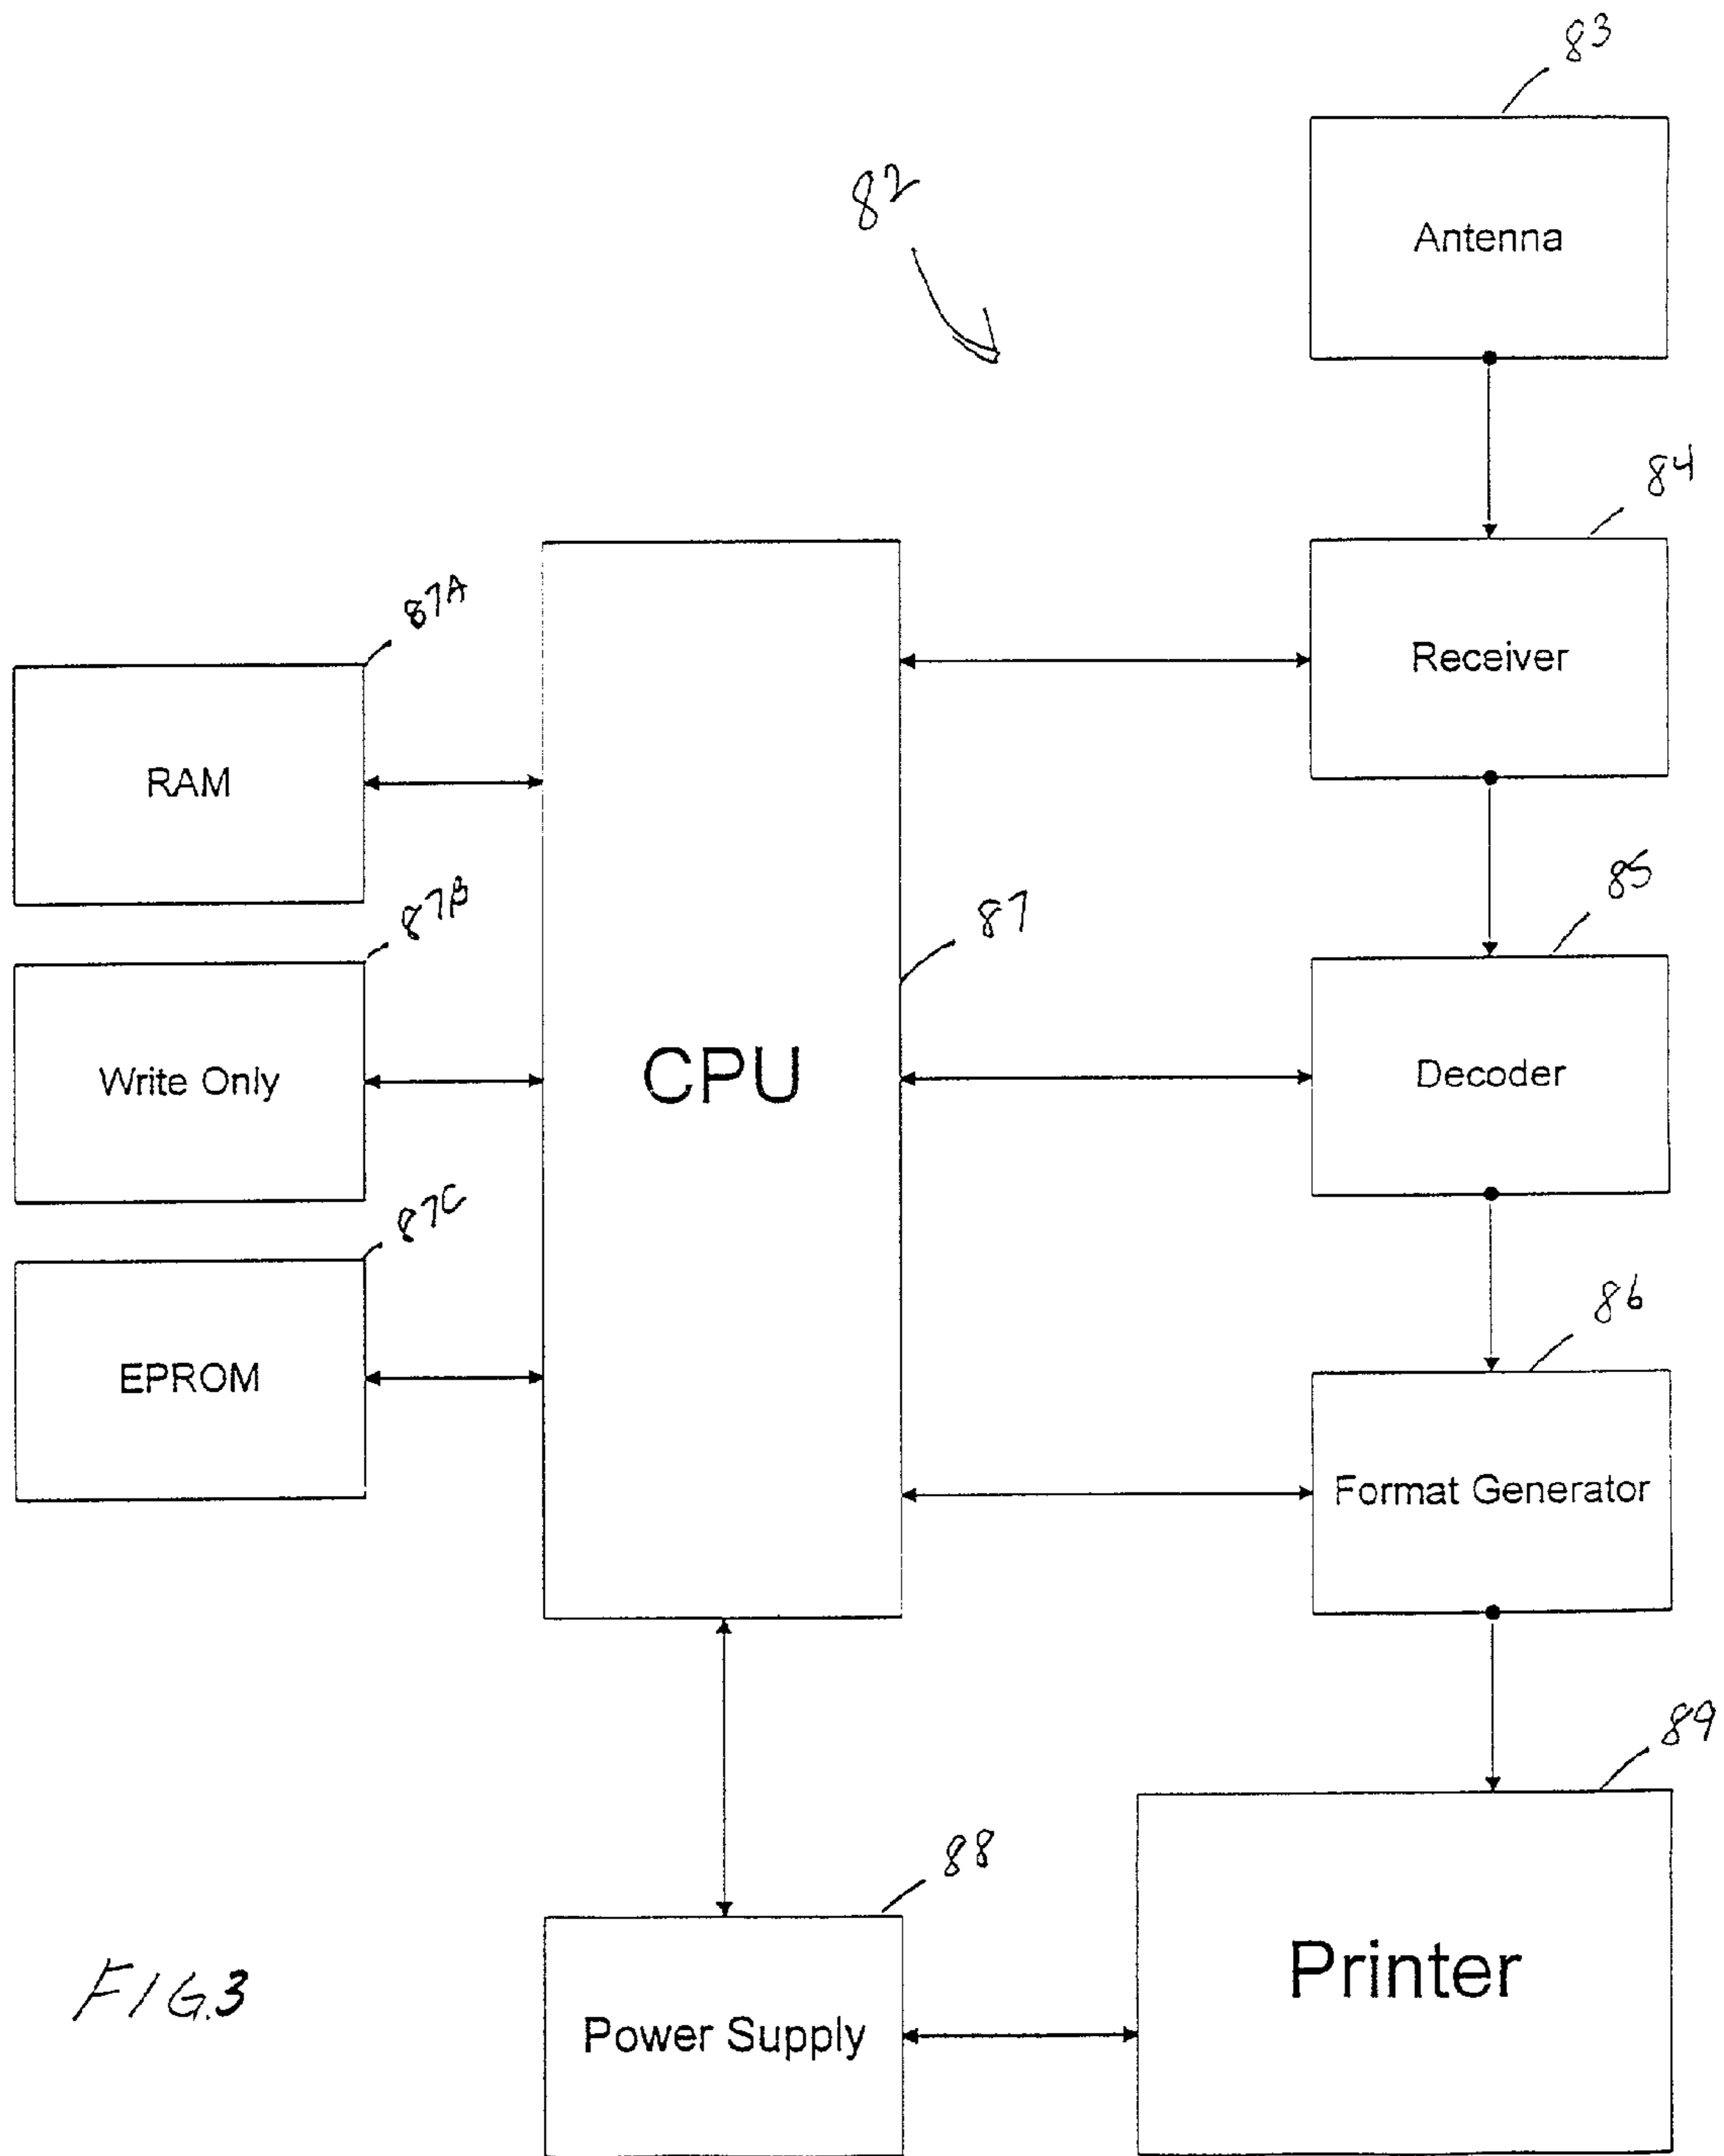 83
Antenna
82
84
Receiver
87A
RAM
87B
Write Only
87
85
CPU
Decoder
87C
EPROM
86
Format Generator
89
88
Printer
FIG.3
Power Supply